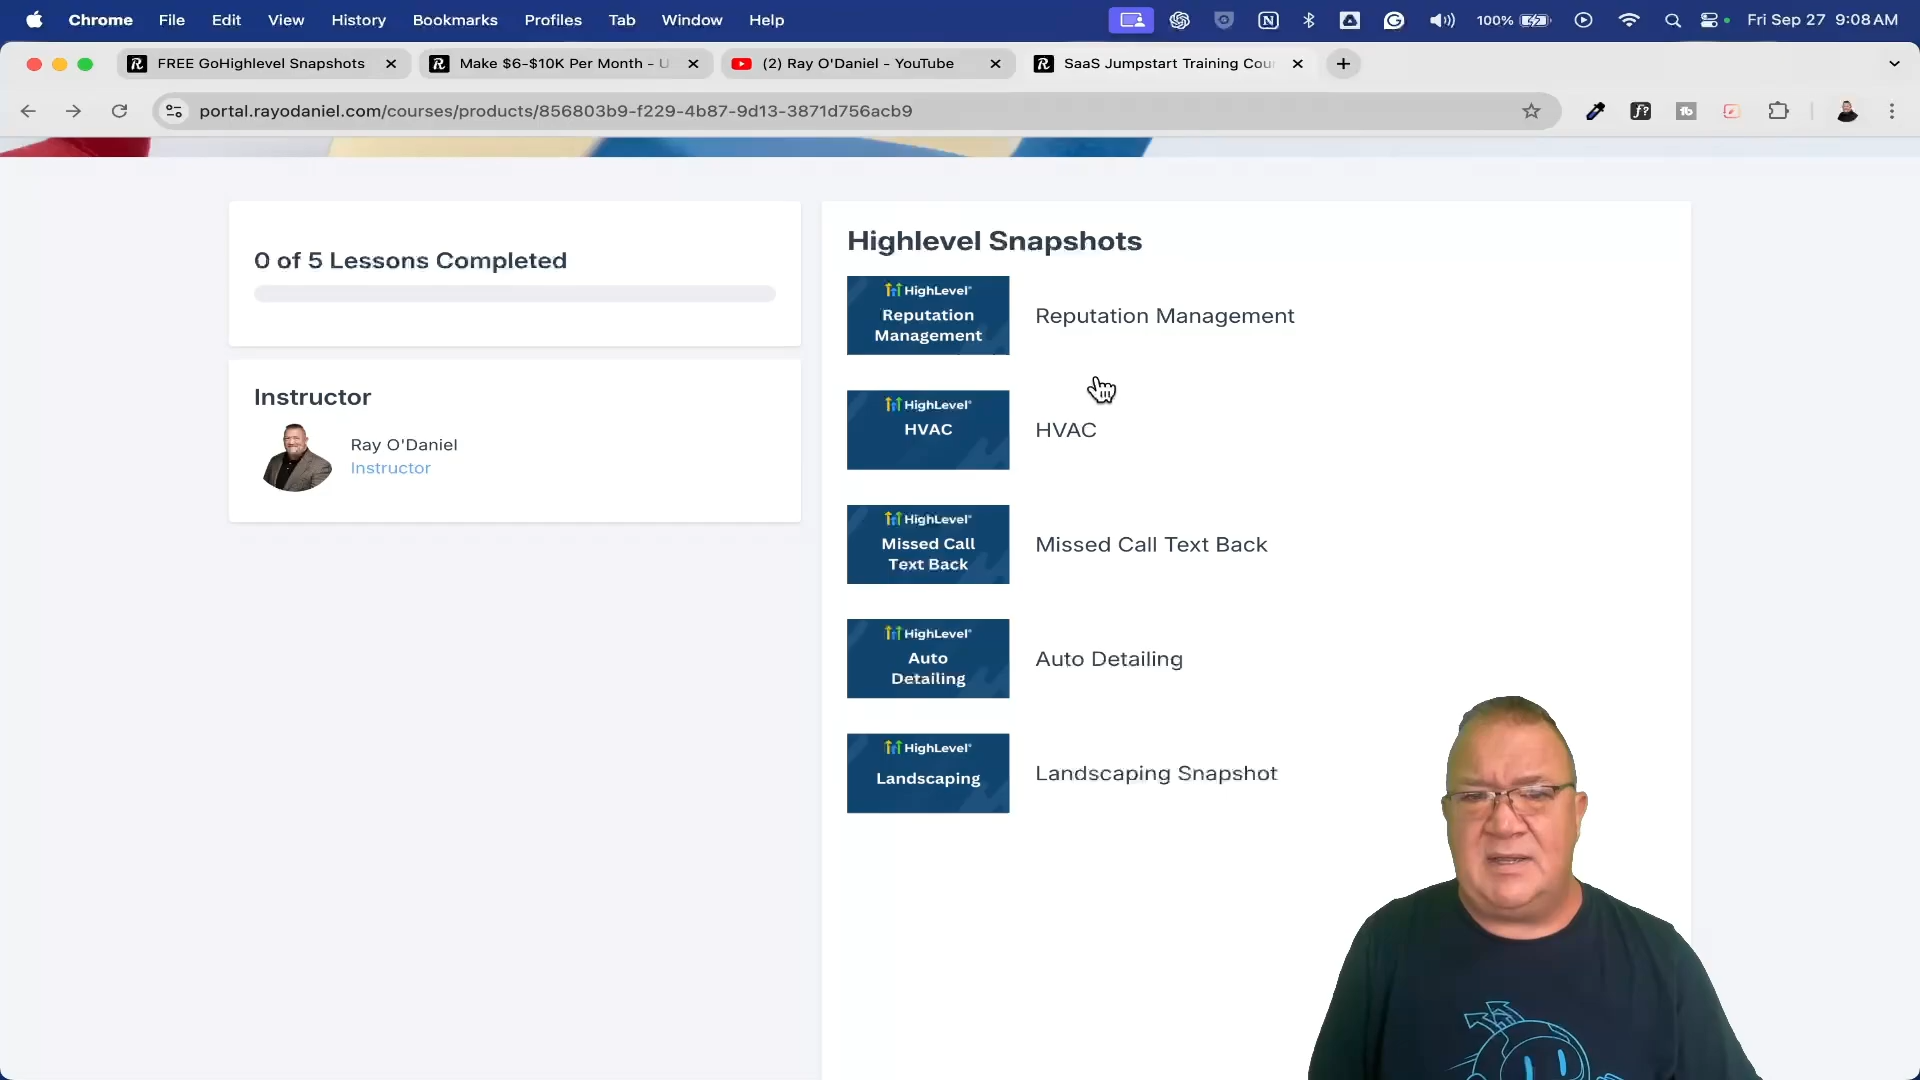 Chrome File Edit View History Bookmarks Profiles Tab Window Help 100% Fri Sep 27 9:08 AM
FREE GoHighlevel Snapshots
Make $6-$10K Per Month - U
(2) Ray O'Daniel - YouTube
SaaS Jumpstart Training Cou
portal.rayodaniel.com/courses/products/856803b9-f229-4b87-9d13-3871d756acb9
0 of 5 Lessons Completed
Instructor
Ray O'Daniel
Instructor
Highlevel Snapshots
HighLevel
Reputation
Management
Reputation Management
HighLevel
HVAC
HVAC
HighLevel
Missed Call
Text Back
Missed Call Text Back
HighLevel
Auto
Detailing
Auto Detailing
HighLevel
Landscaping
Landscaping Snapshot